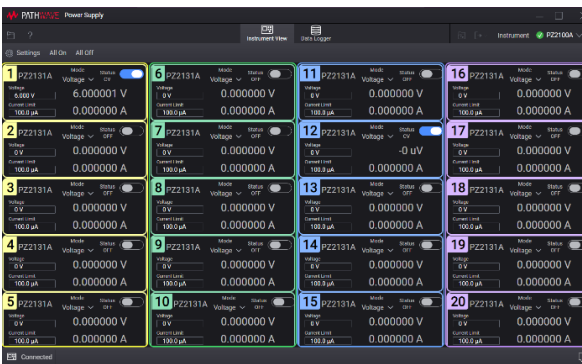 PATHWAVE Power Supply
Instrument View
Data Logger
Instrument PZ2100A
Settings All On All Off
1 PZ2131A Mode Voltage Status CV
Voltage 6.000 V 6.000001 V
Current Limit 100.0 µA 0.000000 A
2 PZ2131A Mode Voltage Status OFF
Voltage 0 V 0.000000 V
Current Limit 100.0 µA 0.000000 A
3 PZ2131A Mode Voltage Status OFF
Voltage 0 V 0.000000 V
Current Limit 100.0 µA 0.000000 A
4 PZ2131A Mode Voltage Status OFF
Voltage 0 V 0.000000 V
Current Limit 100.0 µA 0.000000 A
5 PZ2131A Mode Voltage Status OFF
Voltage 0 V 0.000000 V
Current Limit 100.0 µA 0.000000 A
6 PZ2131A Mode Voltage Status OFF
Voltage 0 V 0.000000 V
Current Limit 100.0 µA 0.000000 A
7 PZ2131A Mode Voltage Status OFF
Voltage 0 V 0.000000 V
Current Limit 100.0 µA 0.000000 A
8 PZ2131A Mode Voltage Status OFF
Voltage 0 V 0.000000 V
Current Limit 100.0 µA 0.000000 A
9 PZ2131A Mode Voltage Status OFF
Voltage 0 V 0.000000 V
Current Limit 100.0 µA 0.000000 A
10 PZ2131A Mode Voltage Status OFF
Voltage 0 V 0.000000 V
Current Limit 100.0 µA 0.000000 A
11 PZ2131A Mode Voltage Status OFF
Voltage 0 V 0.000000 V
Current Limit 100.0 µA 0.000000 A
12 PZ2131A Mode Voltage Status CV
Voltage 0 V -0 uV
Current Limit 100.0 µA 0.000000 A
13 PZ2131A Mode Voltage Status OFF
Voltage 0 V 0.000000 V
Current Limit 100.0 µA 0.000000 A
14 PZ2131A Mode Voltage Status OFF
Voltage 0 V 0.000000 V
Current Limit 100.0 µA 0.000000 A
15 PZ2131A Mode Voltage Status OFF
Voltage 0 V 0.000000 V
Current Limit 100.0 µA 0.000000 A
16 PZ2131A Mode Voltage Status OFF
Voltage 0 V 0.000000 V
Current Limit 100.0 µA 0.000000 A
17 PZ2131A Mode Voltage Status OFF
Voltage 0 V 0.000000 V
Current Limit 100.0 µA 0.000000 A
18 PZ2131A Mode Voltage Status OFF
Voltage 0 V 0.000000 V
Current Limit 100.0 µA 0.000000 A
19 PZ2131A Mode Voltage Status OFF
Voltage 0 V 0.000000 V
Current Limit 100.0 µA 0.000000 A
20 PZ2131A Mode Voltage Status OFF
Voltage 0 V 0.000000 V
Current Limit 100.0 µA 0.000000 A
Connected